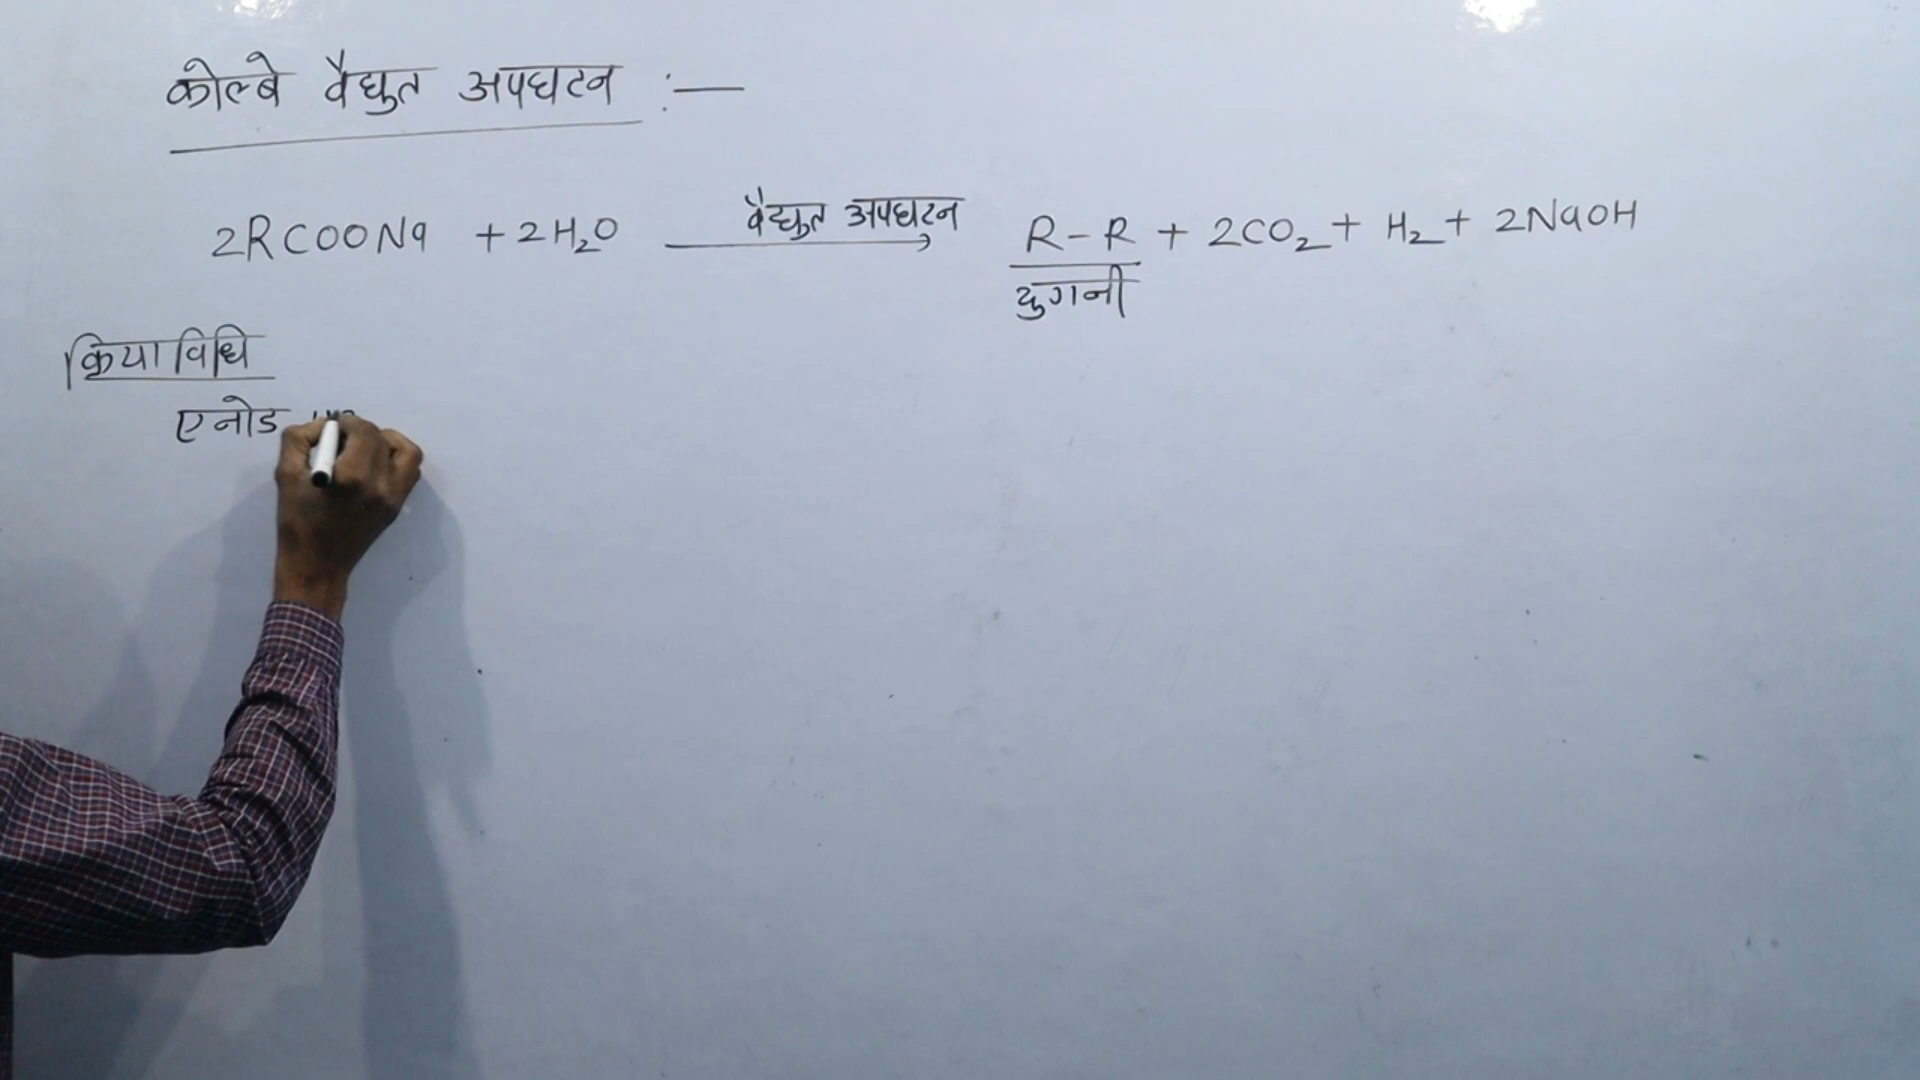 कोल्बे वैद्युत अपघटन :—
2RCOONa + 2H₂O वैद्युत अपघटन → R-R + 2CO₂ + H₂ + 2NaOH
दुगनी
क्रियाविधि
एनोड